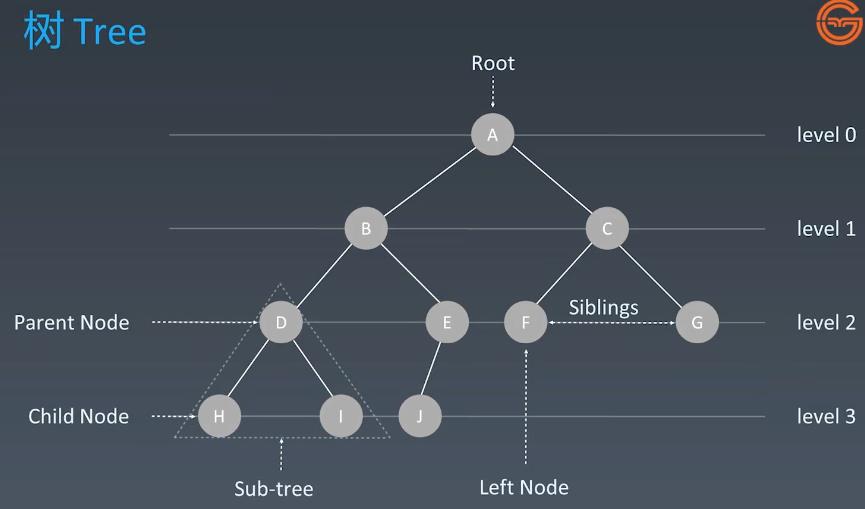 树 Tree
Root
A
level 0
B
C
level 1
Siblings
Parent Node
D
E
F
G
level 2
Child Node
H
I
J
level 3
Sub-tree
Left Node